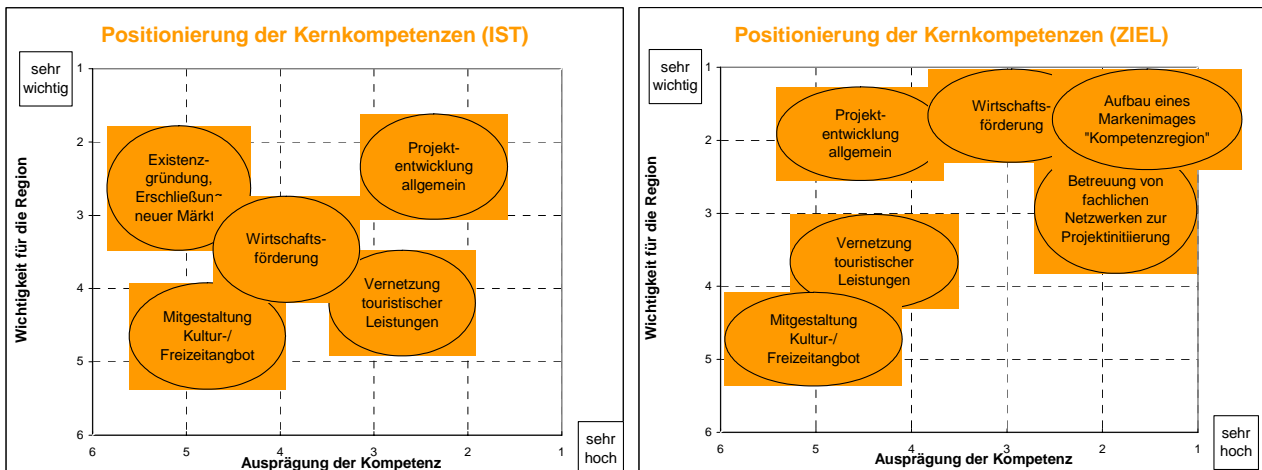 Positionierung der Kernkompetenzen (IST)
sehr
wichtig
1
2
3
4
5
6
Wichtigkeit für die Region
Existenz-
gründung,
Erschließung
neuer Märkt
Projekt-
entwicklung
allgemein
Wirtschafts-
förderung
Vernetzung
touristischer
Leistungen
Mitgestaltung
Kultur-/
Freizeitangbot
6
5
4
3
2
1
Ausprägung der Kompetenz
sehr
hoch
Positionierung der Kernkompetenzen (ZIEL)
sehr
wichtig
1
2
3
4
5
6
Wichtigkeit für die Region
Projekt-
entwicklung
allgemein
Wirtschafts-
förderung
Aufbau eines
Markenimages
"Kompetenzregion"
Betreuung von
fachlichen
Netzwerken zur
Projektinitiierung
Vernetzung
touristischer
Leistungen
Mitgestaltung
Kultur-/
Freizeitangbot
6
5
4
3
2
1
Ausprägung der Kompetenz
sehr
hoch